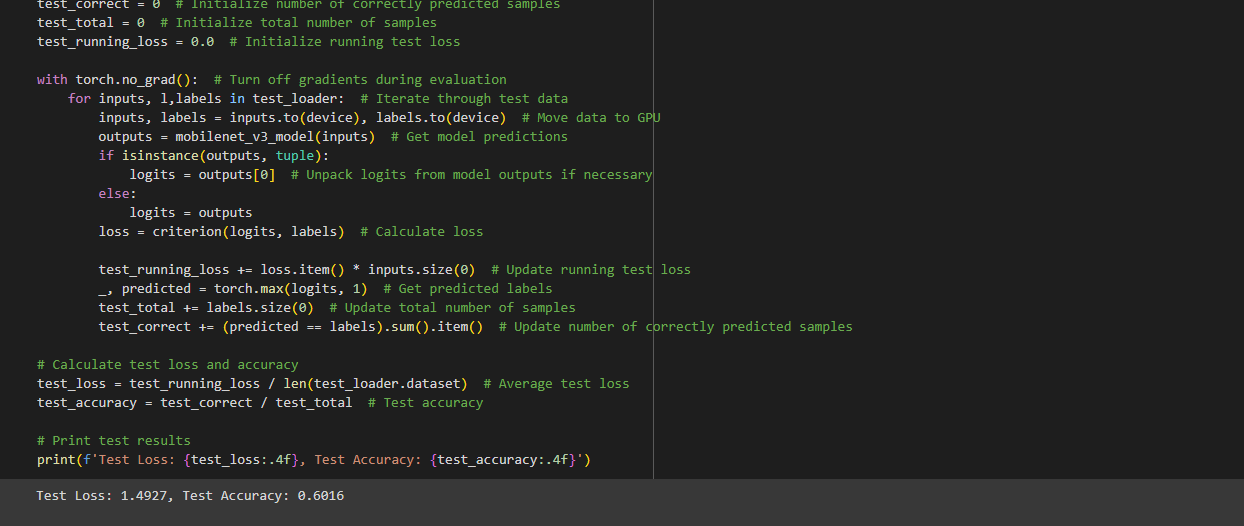 test_correct = 0  # Initialize number of correctly predicted samples
test_total = 0  # Initialize total number of samples
test_running_loss = 0.0  # Initialize running test loss

with torch.no_grad():  # Turn off gradients during evaluation
    for inputs, l,labels in test_loader:  # Iterate through test data
        inputs, labels = inputs.to(device), labels.to(device)  # Move data to GPU
        outputs = mobilenet_v3_model(inputs)  # Get model predictions
        if isinstance(outputs, tuple):
            logits = outputs[0]  # Unpack logits from model outputs if necessary
        else:
            logits = outputs
        loss = criterion(logits, labels)  # Calculate loss

        test_running_loss += loss.item() * inputs.size(0)  # Update running test loss
        _, predicted = torch.max(logits, 1)  # Get predicted labels
        test_total += labels.size(0)  # Update total number of samples
        test_correct += (predicted == labels).sum().item()  # Update number of correctly predicted samples

# Calculate test loss and accuracy
test_loss = test_running_loss / len(test_loader.dataset)  # Average test loss
test_accuracy = test_correct / test_total  # Test accuracy

# Print test results
print(f'Test Loss: {test_loss:.4f}, Test Accuracy: {test_accuracy:.4f}')
Test Loss: 1.4927, Test Accuracy: 0.6016